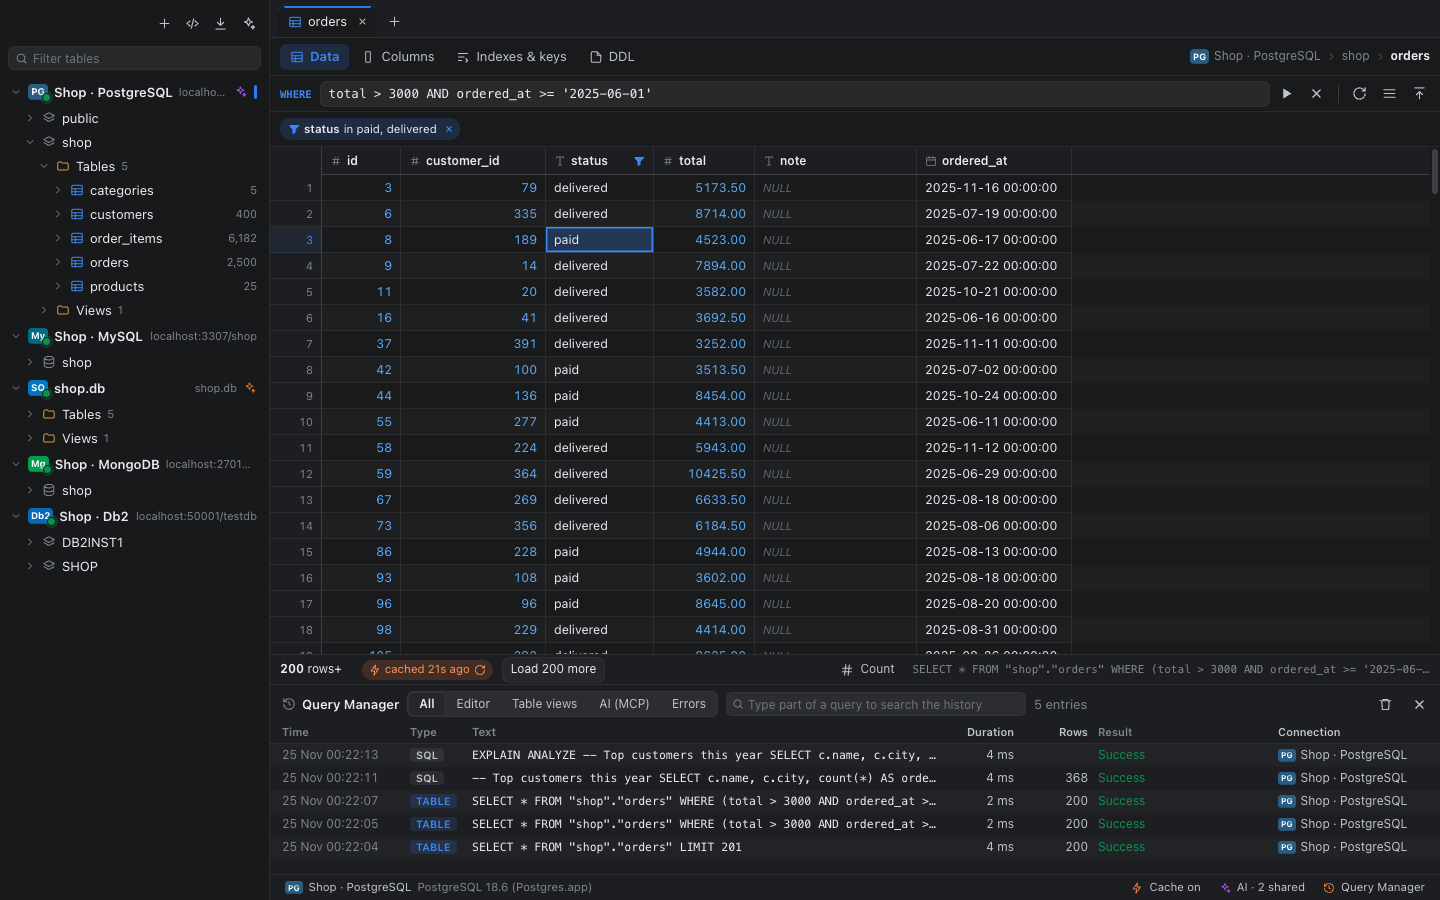 orders
Filter tables
Data Columns Indexes & keys DDL
PG Shop · PostgreSQL shop orders
PG Shop · PostgreSQL localho...
public
shop
Tables 5
categories 5
customers 400
order_items 6,182
orders 2,500
products 25
Views 1
My Shop · MySQL localhost:3307/shop
shop
SQ shop.db shop.db
Tables 5
Views 1
Shop · MongoDB localhost:2701...
shop
Db2 Shop · Db2 localhost:50001/testdb
DB2INST1
SHOP
WHERE total > 3000 AND ordered_at >= '2025-06-01'
status in paid, delivered ×
# id # customer_id status # total note ordered_at
1 3 79 delivered 5173.50 NULL 2025-11-16 00:00:00
2 6 335 delivered 8714.00 NULL 2025-07-19 00:00:00
3 8 189 paid 4523.00 NULL 2025-06-17 00:00:00
4 9 14 delivered 7894.00 NULL 2025-07-22 00:00:00
5 11 20 delivered 3582.00 NULL 2025-10-21 00:00:00
6 16 41 delivered 3692.50 NULL 2025-06-16 00:00:00
7 37 391 delivered 3252.00 NULL 2025-11-11 00:00:00
8 42 100 paid 3513.50 NULL 2025-07-02 00:00:00
9 44 136 paid 8454.00 NULL 2025-10-24 00:00:00
10 55 277 paid 4413.00 NULL 2025-06-11 00:00:00
11 58 224 delivered 5943.00 NULL 2025-11-12 00:00:00
12 59 364 delivered 10425.50 NULL 2025-06-29 00:00:00
13 67 269 delivered 6633.50 NULL 2025-08-18 00:00:00
14 73 356 delivered 6184.50 NULL 2025-08-06 00:00:00
15 86 228 paid 4944.00 NULL 2025-08-13 00:00:00
16 93 108 paid 3602.00 NULL 2025-08-18 00:00:00
17 96 96 paid 8645.00 NULL 2025-08-20 00:00:00
18 98 229 delivered 4414.00 NULL 2025-08-31 00:00:00
200 rows+ cached 21s ago Load 200 more # Count SELECT * FROM "shop"."orders" WHERE (total > 3000 AND ordered_at >= '2025-06-...
Query Manager All Editor Table views AI (MCP) Errors Type part of a query to search the history 5 entries
Time Type Text Duration Rows Result Connection
25 Nov 00:22:13 SQL EXPLAIN ANALYZE -- Top customers this year SELECT c.name, c.city, ... 4 ms Success PG Shop · PostgreSQL
25 Nov 00:22:11 SQL -- Top customers this year SELECT c.name, c.city, count(*) AS orde... 4 ms 368 Success PG Shop · PostgreSQL
25 Nov 00:22:07 TABLE SELECT * FROM "shop"."orders" WHERE (total > 3000 AND ordered_at >... 2 ms 200 Success PG Shop · PostgreSQL
25 Nov 00:22:05 TABLE SELECT * FROM "shop"."orders" WHERE (total > 3000 AND ordered_at >... 2 ms 200 Success PG Shop · PostgreSQL
25 Nov 00:22:04 TABLE SELECT * FROM "shop"."orders" LIMIT 201 4 ms 200 Success PG Shop · PostgreSQL
PG Shop · PostgreSQL PostgreSQL 18.6 (Postgres.app) Cache on AI · 2 shared Query Manager